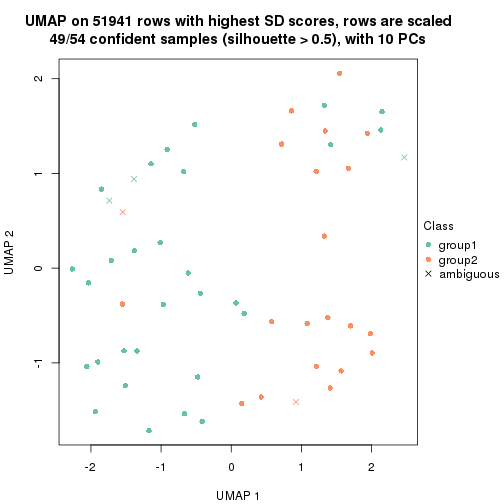 UMAP on 51941 rows with highest SD scores, rows are scaled
49/54 confident samples (silhouette > 0.5), with 10 PCs
2
1
0
-1
UMAP 2
-2
-1
0
1
2
UMAP 1
Class
group1
group2
ambiguous